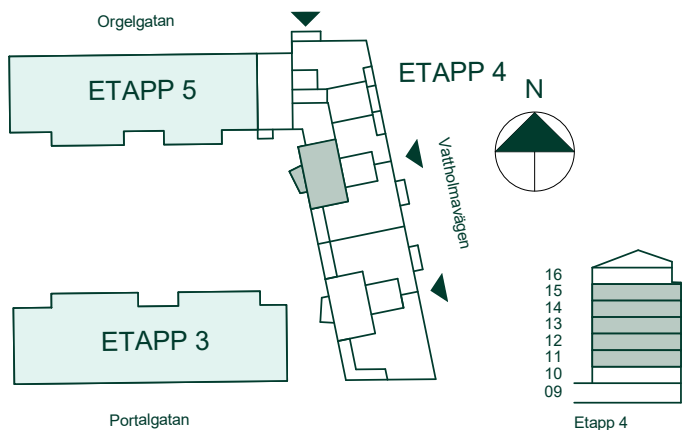 Orgelgatan
ETAPP 5
ETAPP 4
N
Vattholmavägen
ETAPP 3
Portalgatan
16
15
14
13
12
11
10
09
Etapp 4